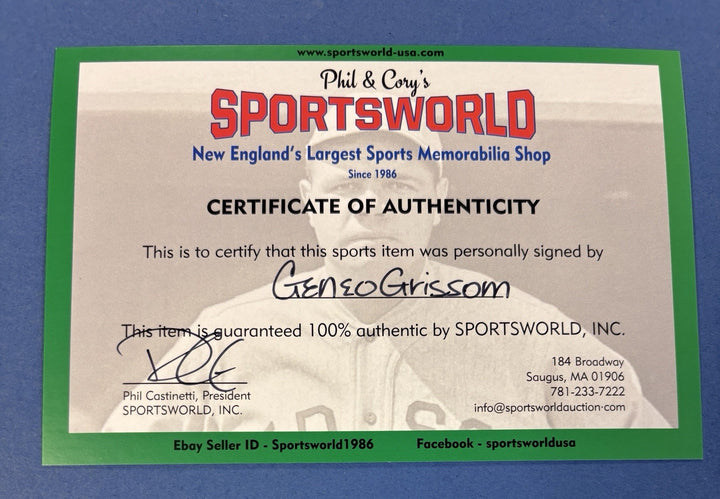 www.sportsworld-usa.com
Phil & Cory's
SPORTSWORLD
New England's Largest Sports Memorabilia Shop
Since 1986
CERTIFICATE OF AUTHENTICITY
This is to certify that this sports item was personally signed by
Geneo Grissom
This item is guaranteed 100% authentic by SPORTSWORLD, INC.
184 Broadway
Saugus, MA 01906
781-233-7222
info@sportsworldauction.com
Phil Castinetti, President
SPORTSWORLD, INC.
Ebay Seller ID - Sportsworld1986 Facebook - sportsworldusa